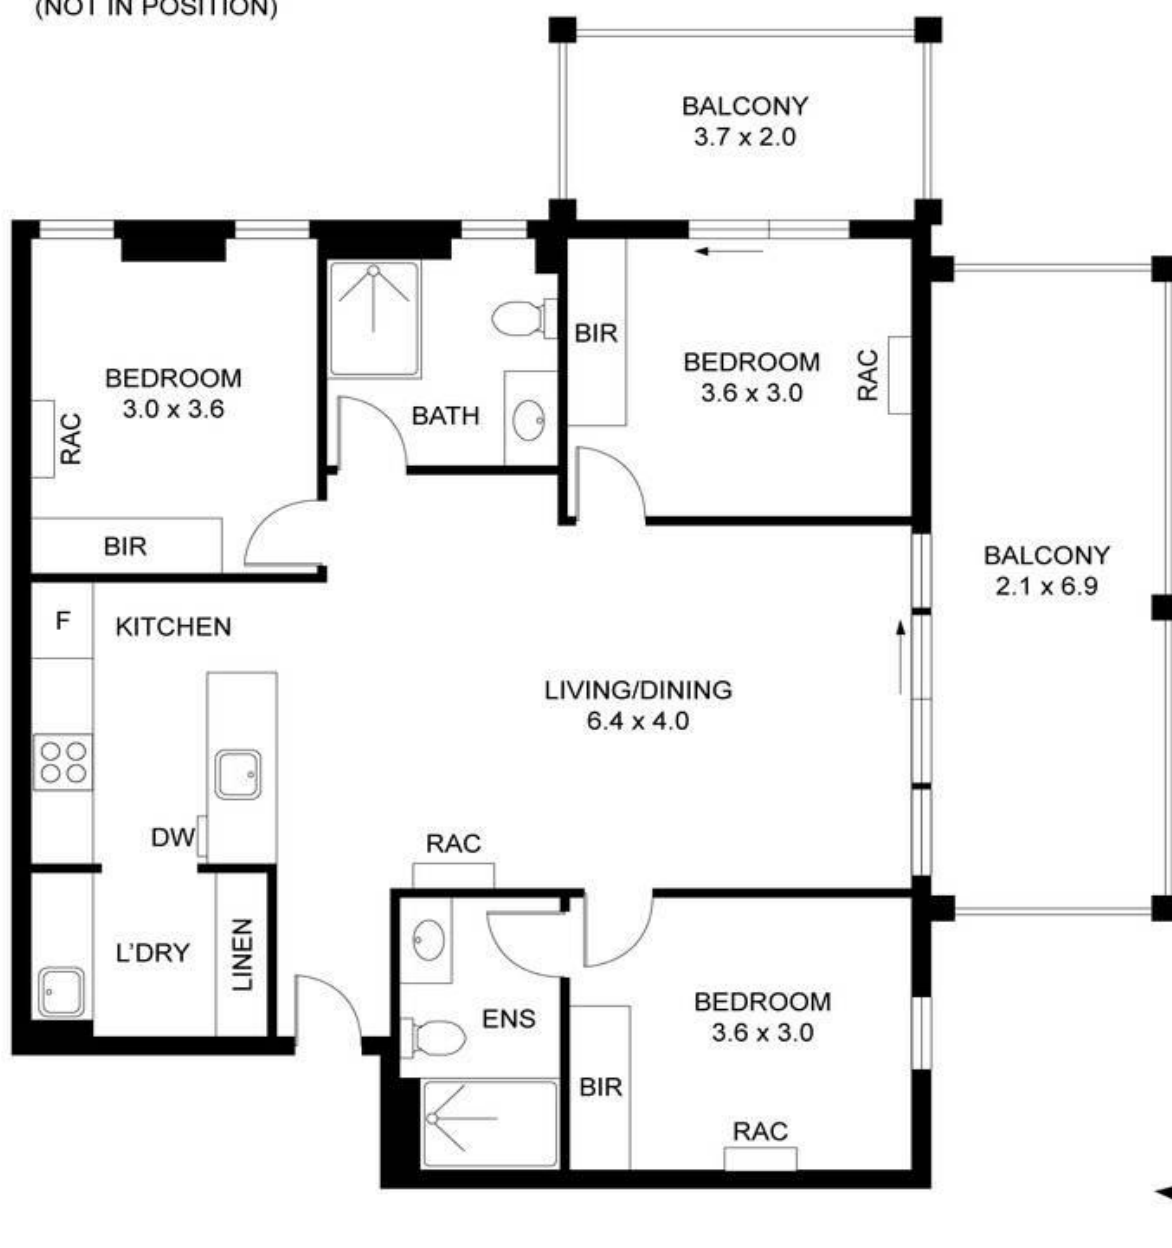 (NOT IN POSITION)
BALCONY
3.7 x 2.0
BIR
BEDROOM
3.6 x 3.0
RAC
BEDROOM
3.0 x 3.6
RAC
BATH
BIR
BALCONY
2.1 x 6.9
F
KITCHEN
LIVING/DINING
6.4 x 4.0
DW
RAC
L'DRY
LINEN
ENS
BEDROOM
3.6 x 3.0
BIR
RAC